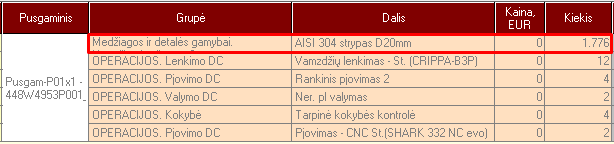 Pusgaminis Grupė Dalis Kaina, EUR Kiekis
Medžiagos ir detalės gamybai. AISI 304 strypas D20mm 0 1.776
Pusgam-P01x1 - 448W4953P001_ OPERACIJOS. Lenkimo DC Vamzdžių lenkimas - St. (CRIPPA-B3P) 0 12
OPERACIJOS. Pjovimo DC Rankinis pjovimas 2 0 4
OPERACIJOS. Valymo DC Ner. pl valymas 0 2
OPERACIJOS. Kokybė Tarpinė kokybės kontrolė 0 4
OPERACIJOS. Pjovimo DC Pjovimas - CNC St.(SHARK 332 NC evo) 0 2